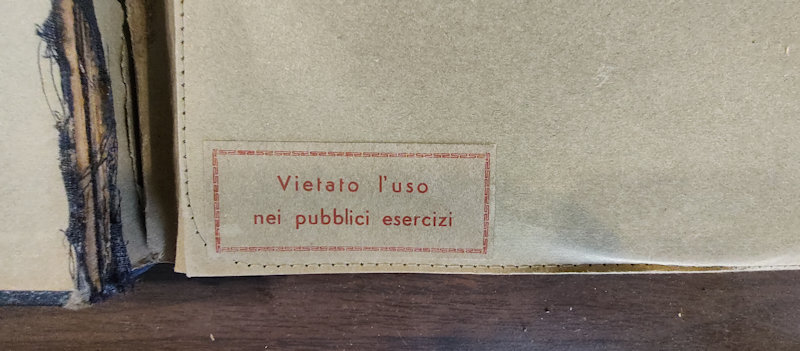 Vietato l'uso
nei pubblici esercizi